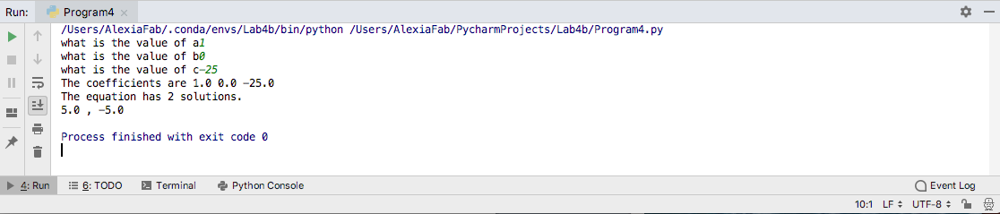 Run: Program4
/Users/AlexiaFab/.conda/envs/Lab4b/bin/python /Users/AlexiaFab/PycharmProjects/Lab4b/Program4.py
what is the value of a1
what is the value of b0
what is the value of c-25
The coefficients are 1.0 0.0 -25.0
The equation has 2 solutions.
5.0 , -5.0
Process finished with exit code 0
4: Run 6: TODO Terminal Python Console Event Log
10:1 LF UTF-8